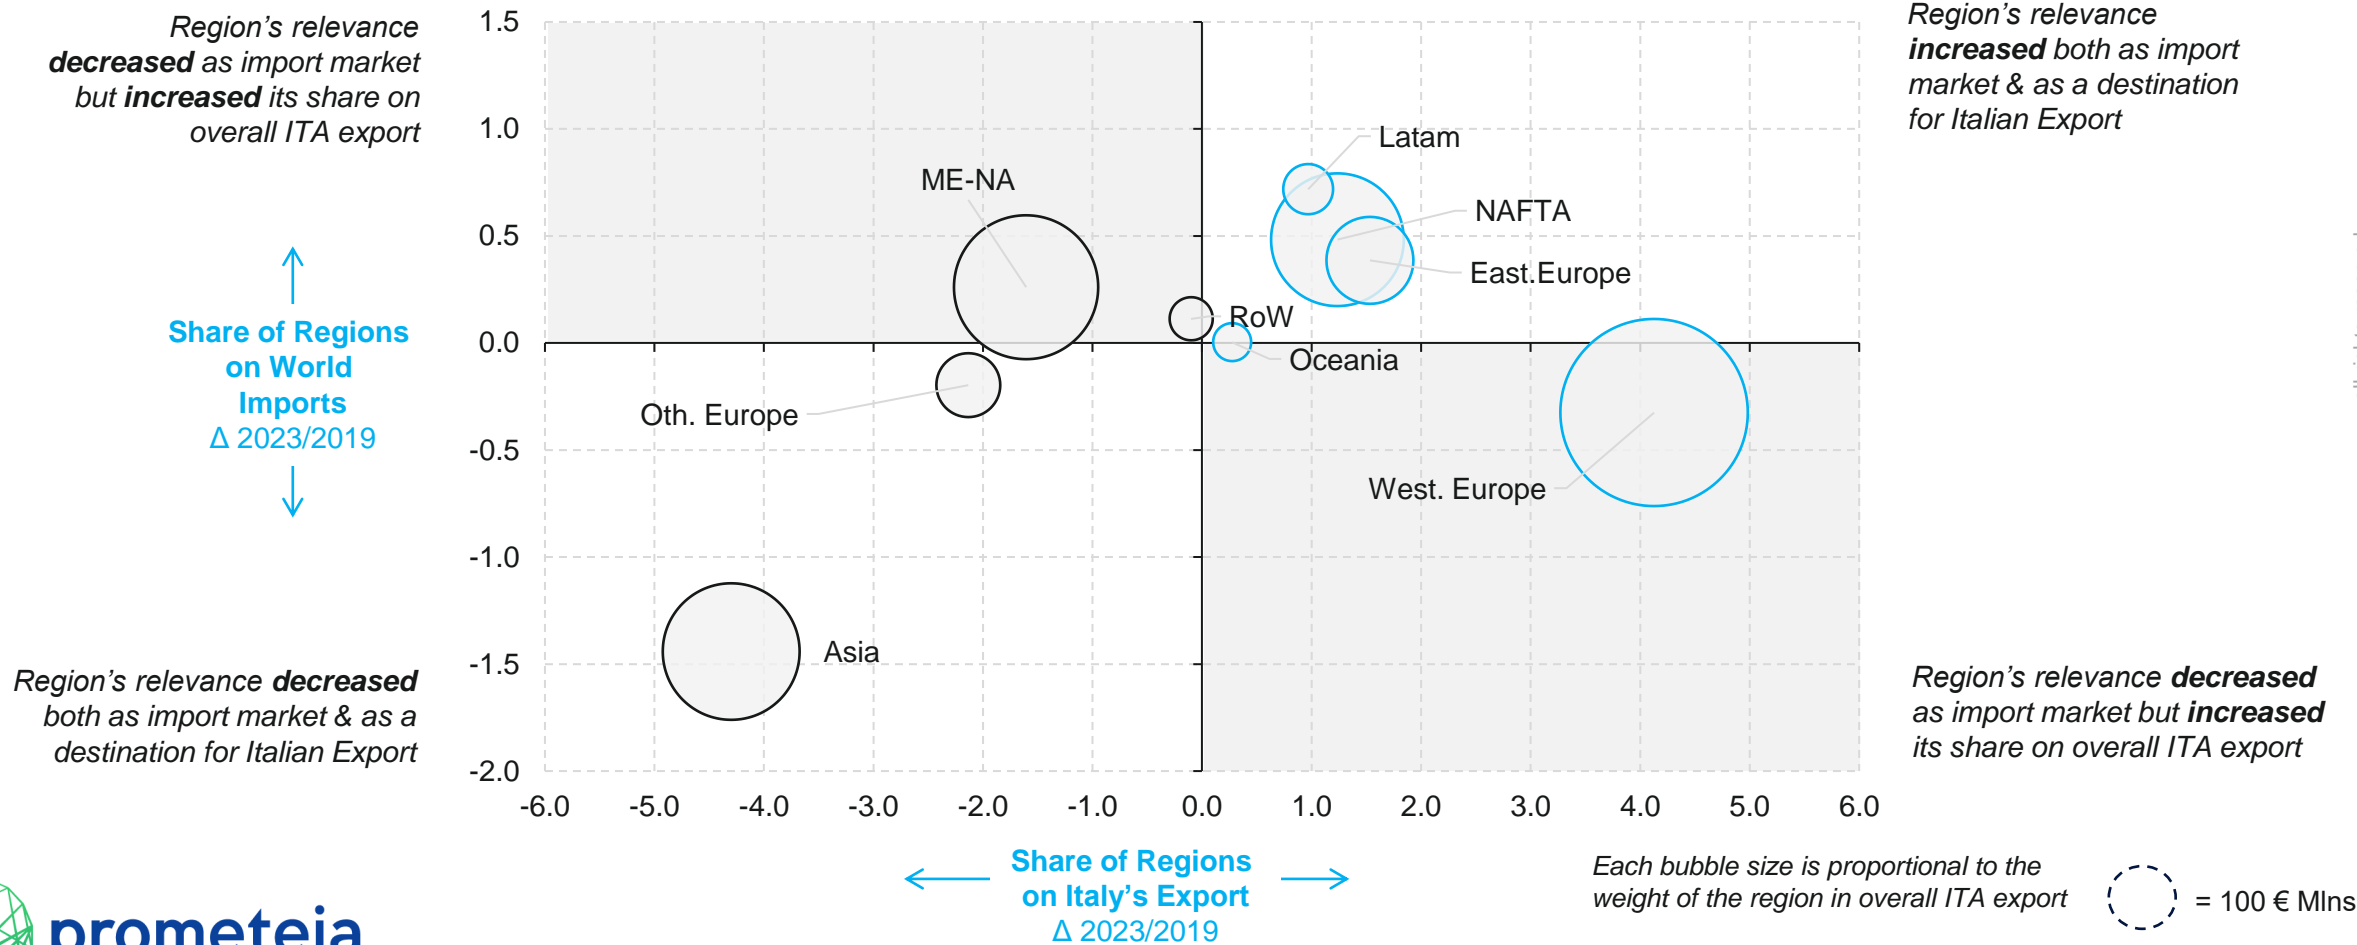 Region's relevance
decreased as import market
but increased its share on
overall ITA export
Region's relevance
increased both as import
market & as a destination
for Italian Export
1.5
1.0
0.5
0.0
-0.5
-1.0
-1.5
-2.0
Share of Regions
on World
Imports
Δ 2023/2019
Latam
ME-NA
NAFTA
East.Europe
RoW
Oceania
Oth. Europe
West. Europe
Asia
Region's relevance decreased
both as import market & as a
destination for Italian Export
Region's relevance decreased
as import market but increased
its share on overall ITA export
-6.0 -5.0 -4.0 -3.0 -2.0 -1.0 0.0 1.0 2.0 3.0 4.0 5.0 6.0
Share of Regions
on Italy's Export
Δ 2023/2019
Each bubble size is proportional to the
weight of the region in overall ITA export
= 100 € Mlns
prometeia